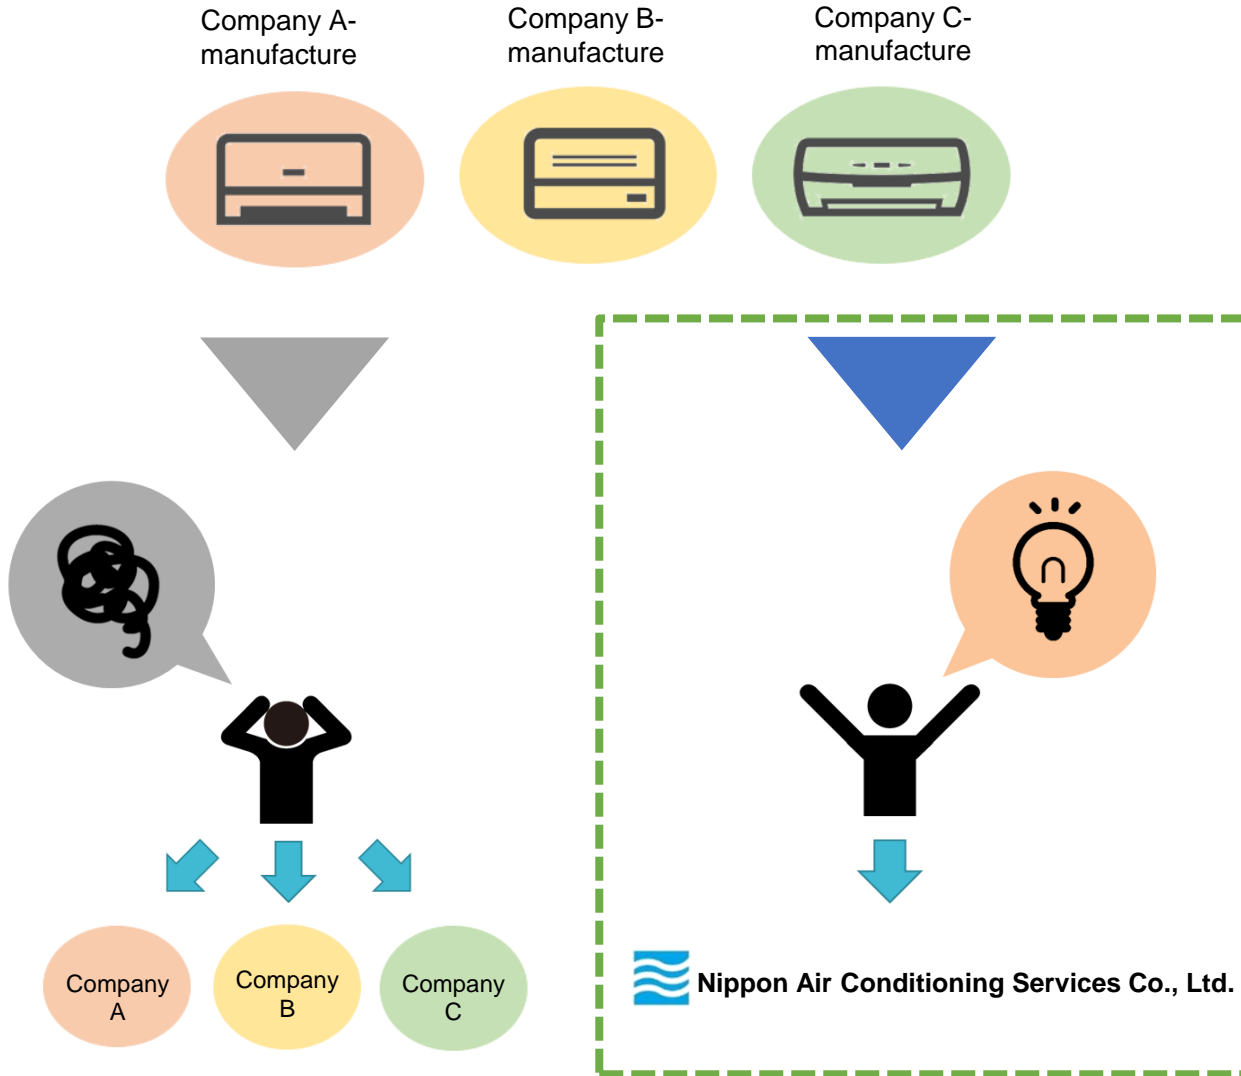 Company A-
manufacture
Company B-
manufacture
Company C-
manufacture
Company
A
Company
B
Company
C
Nippon Air Conditioning Services Co., Ltd.